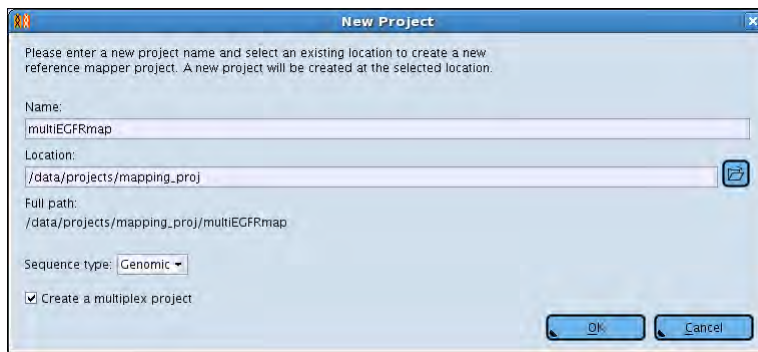 New Project
Please enter a new project name and select an existing location to create a new
reference mapper project. A new project will be created at the selected location.
Name:
multiEGFRmap
Location:
/data/projects/mapping_proj
Full path:
/data/projects/mapping_proj/multiEGFRmap
Sequence type: Genomic
Create a multiplex project
OK Cancel